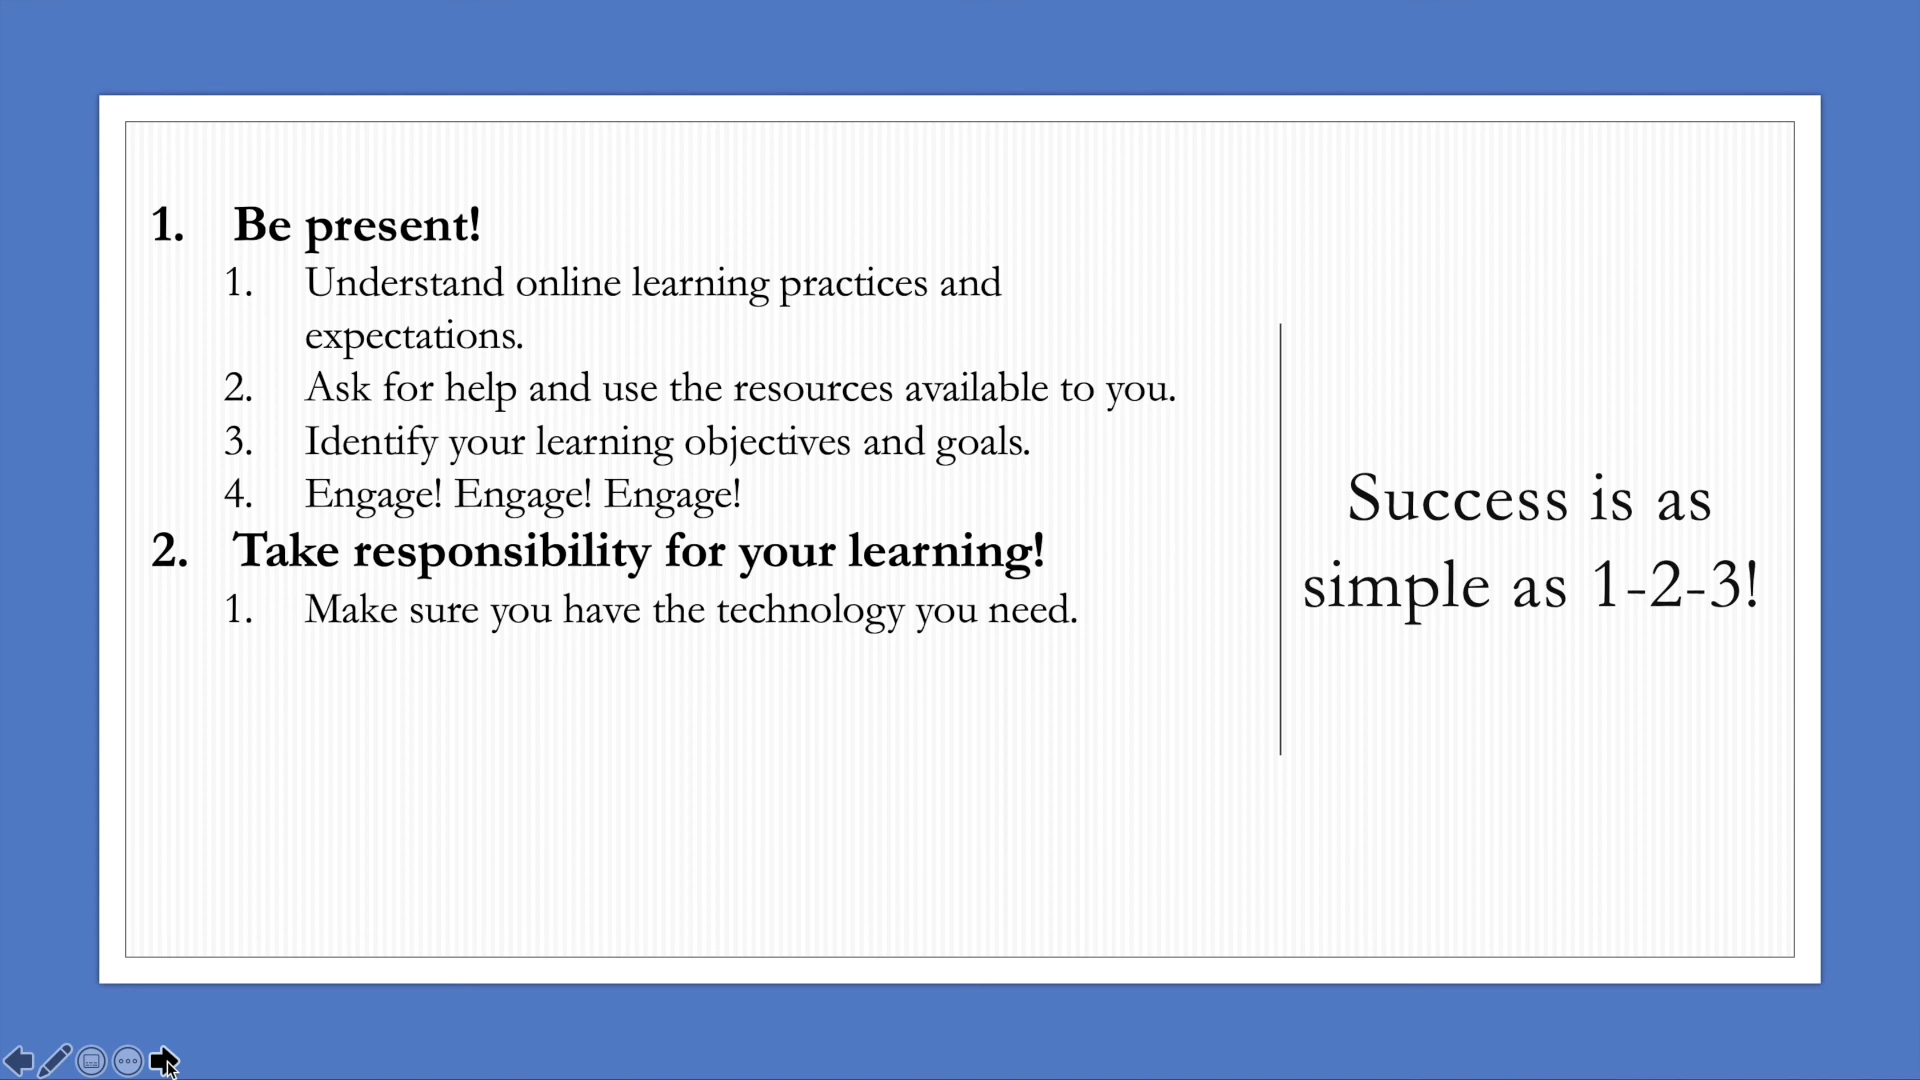 1. Be present!
1. Understand online learning practices and
expectations.
2. Ask for help and use the resources available to you.
3. Identify your learning objectives and goals.
4. Engage! Engage! Engage!
2. Take responsibility for your learning!
1. Make sure you have the technology you need.
Success is as
simple as 1-2-3!